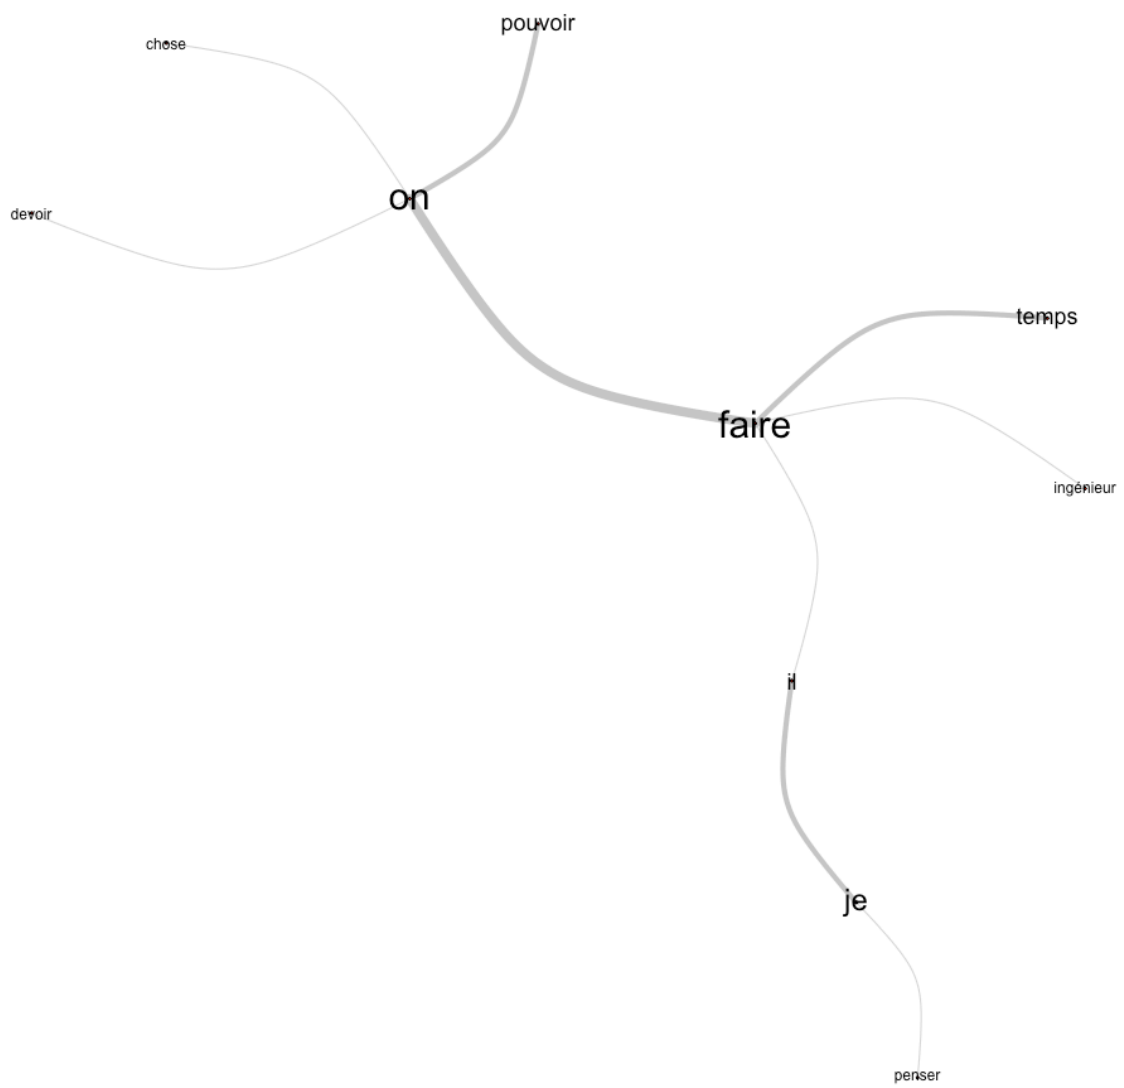 pouvoir
chose
on
devoir
temps
faire
ingénieur
il
je
penser